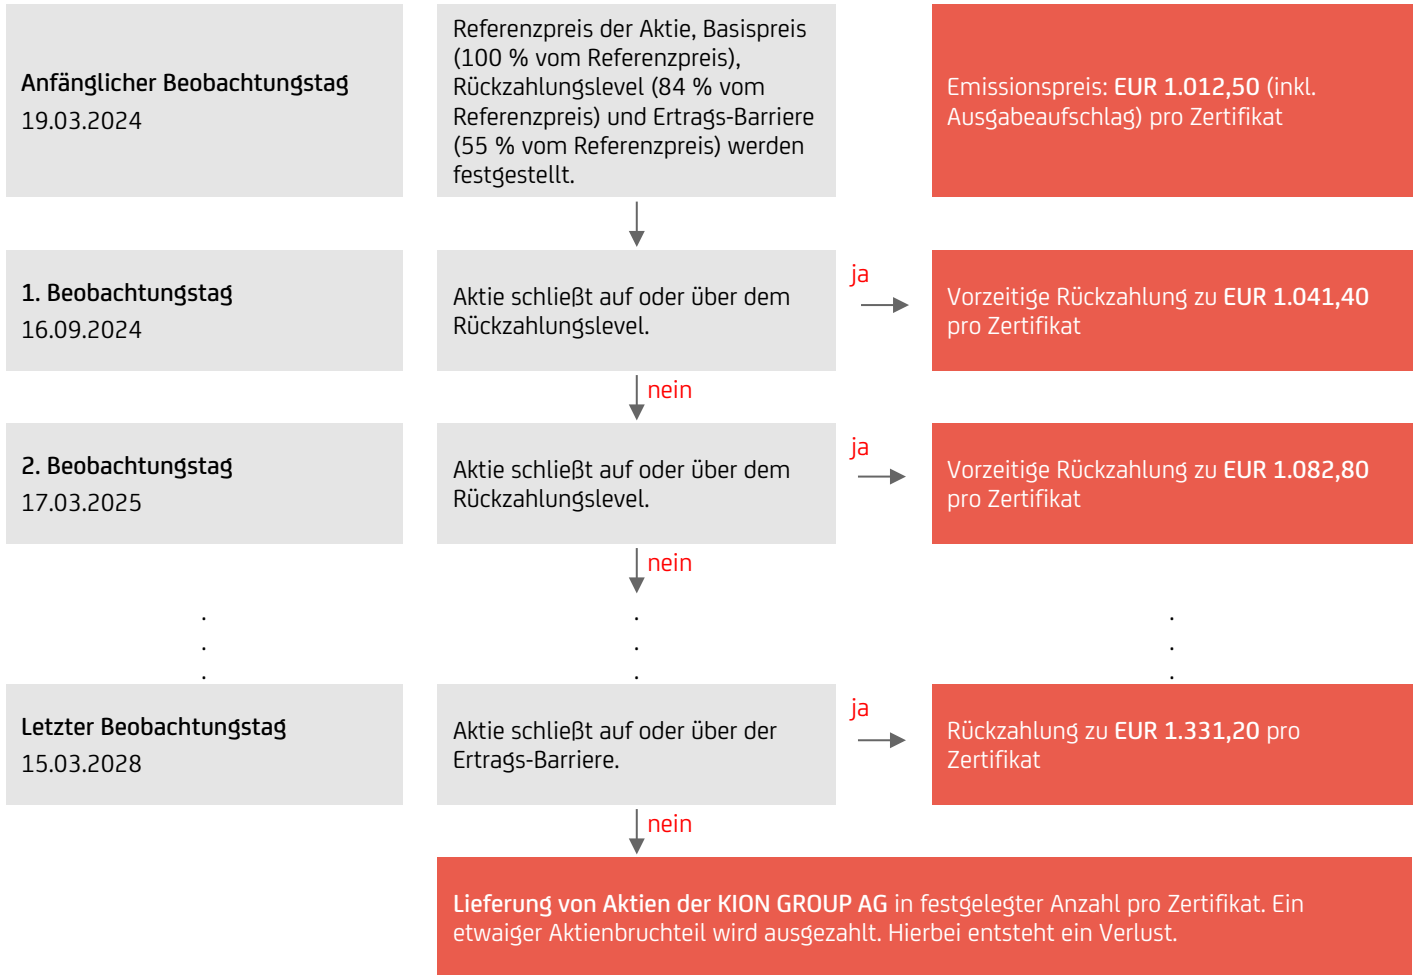 Anfänglicher Beobachtungstag
19.03.2024
Referenzpreis der Aktie, Basispreis
(100 % vom Referenzpreis),
Rückzahlungslevel (84 % vom
Referenzpreis) und Ertrags-Barriere
(55 % vom Referenzpreis) werden
festgestellt.
Emissionspreis: EUR 1.012,50 (inkl.
Ausgabeaufschlag) pro Zertifikat
1. Beobachtungstag
16.09.2024
Aktie schließt auf oder über dem
Rückzahlungslevel.
ja
Vorzeitige Rückzahlung zu EUR 1.041,40
pro Zertifikat
nein
2. Beobachtungstag
17.03.2025
Aktie schließt auf oder über dem
Rückzahlungslevel.
ja
Vorzeitige Rückzahlung zu EUR 1.082,80
pro Zertifikat
nein
. . .
. . .
. . .
Letzter Beobachtungstag
15.03.2028
Aktie schließt auf oder über der
Ertrags-Barriere.
ja
Rückzahlung zu EUR 1.331,20 pro
Zertifikat
nein
Lieferung von Aktien der KION GROUP AG in festgelegter Anzahl pro Zertifikat. Ein
etwaiger Aktienbruchteil wird ausgezahlt. Hierbei entsteht ein Verlust.